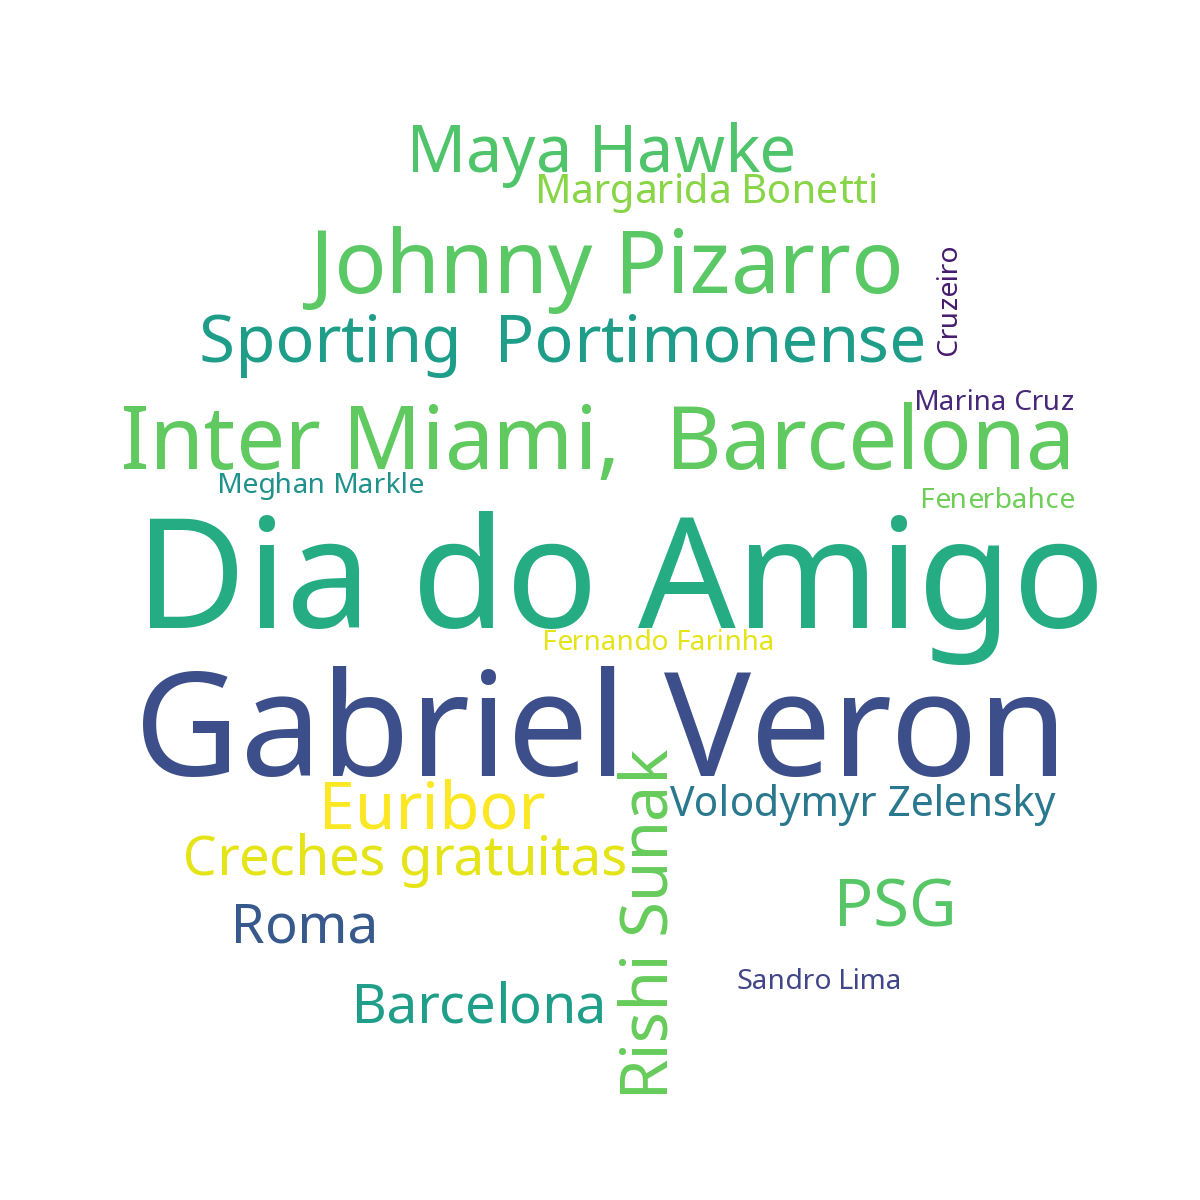 Maya Hawke
Margarida Bonetti
Johnny Pizarro
Cruzeiro
Sporting  Portimonense
Marina Cruz
Inter Miami,  Barcelona
Meghan Markle
Fenerbahce
Dia do Amigo
Fernando Farinha
Gabriel Veron
Euribor
Rishi Sunak
Volodymyr Zelensky
Creches gratuitas
Roma
PSG
Sandro Lima
Barcelona